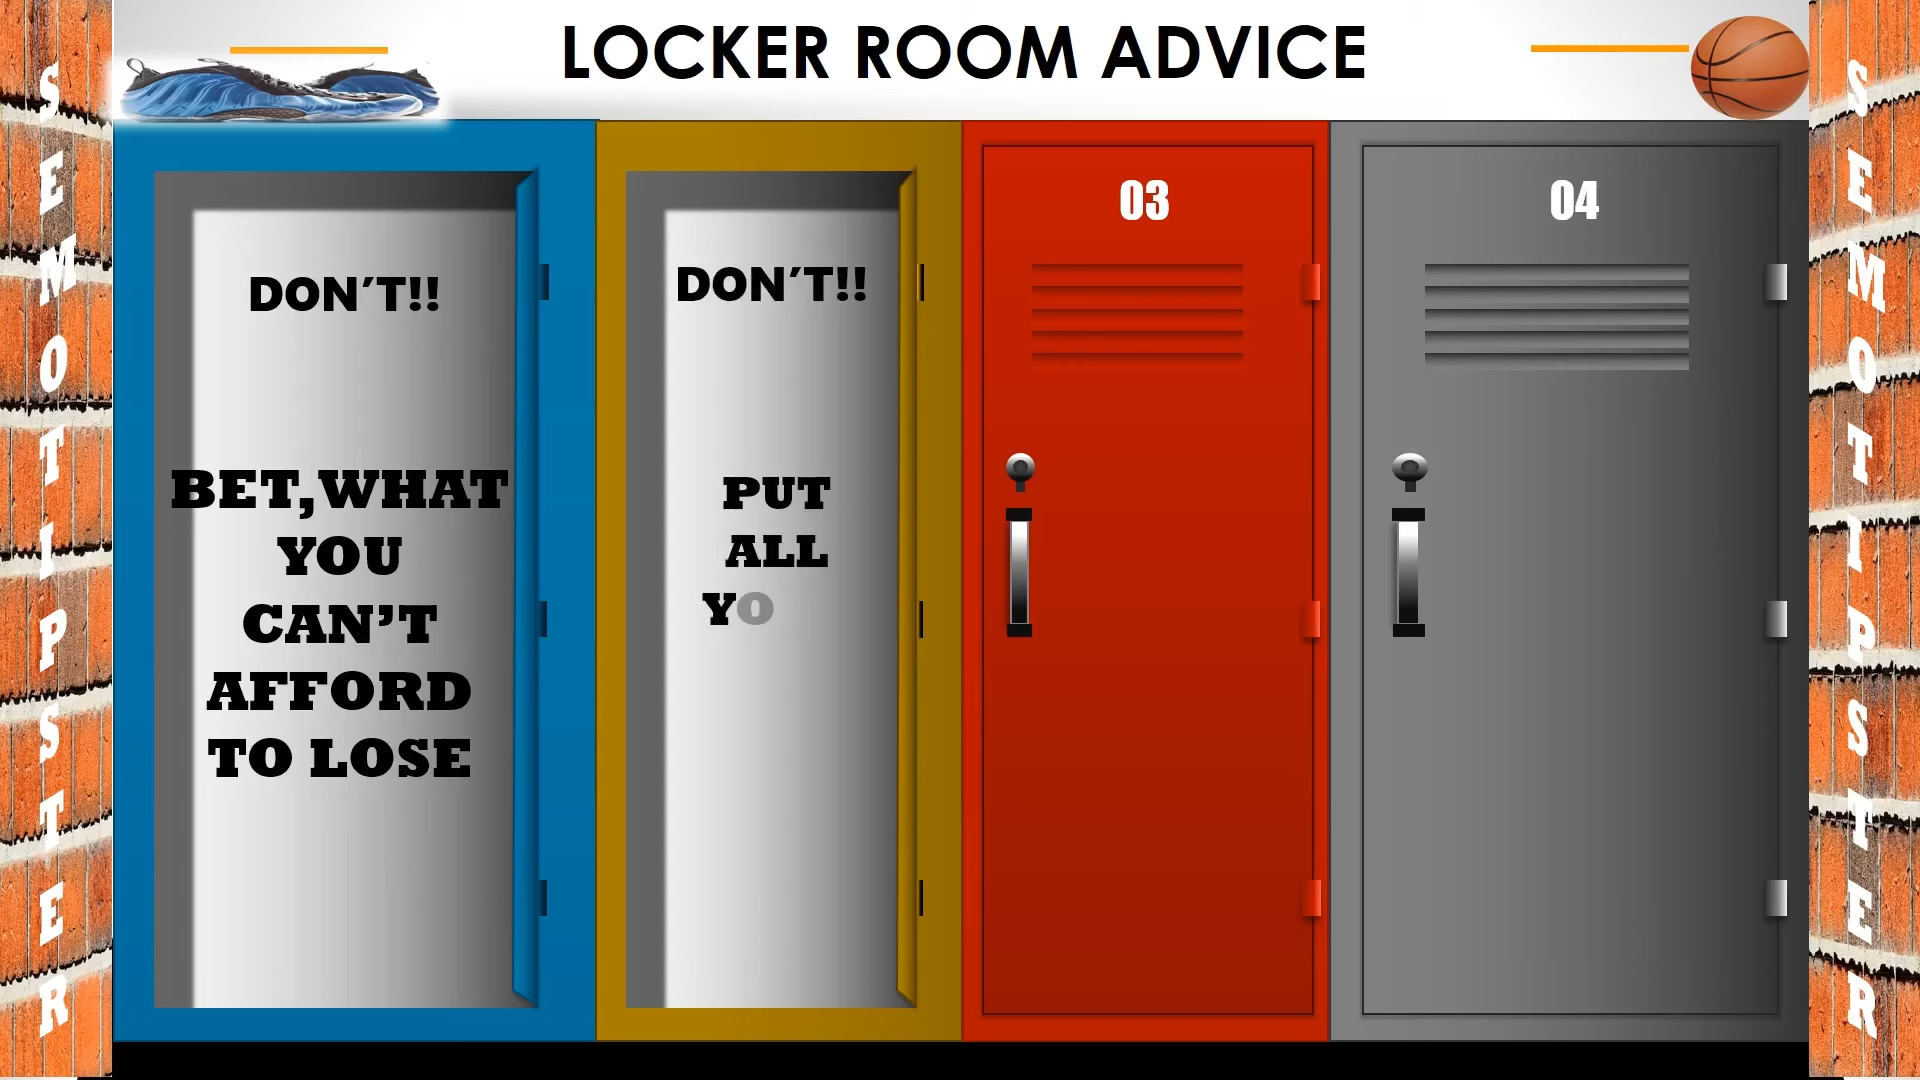 LOCKER ROOM ADVICE
SEMOTIPSTER
DON'T!!
BET,WHAT
YOU
CAN'T
AFFORD
TO LOSE
DON'T!!
PUT
ALL
YO
03
04
SEMOTIPSTER